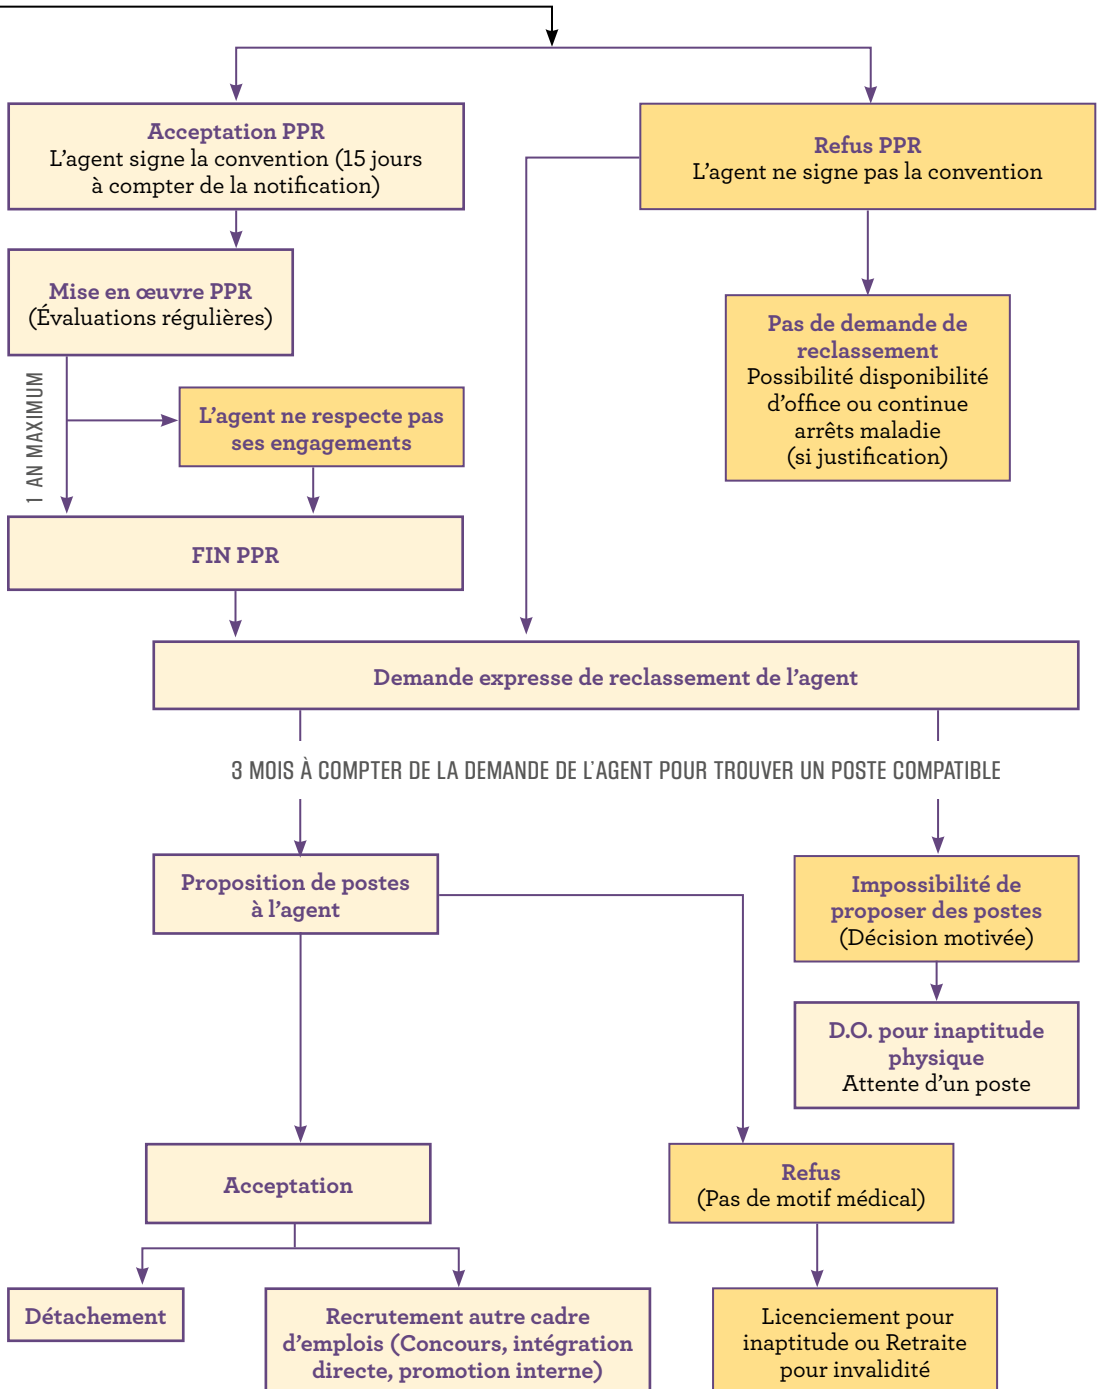 Acceptation PPR
L’agent signe la convention (15 jours
à compter de la notification)
Refus PPR
L’agent ne signe pas la convention
Mise en œuvre PPR
(Évaluations régulières)
Pas de demande de
reclassement
Possibilité disponibilité
d’office ou continue
arrêts maladie
(si justification)
1 AN MAXIMUM
L’agent ne respecte pas
ses engagements
FIN PPR
Demande expresse de reclassement de l’agent
3 MOIS À COMPTER DE LA DEMANDE DE L’AGENT POUR TROUVER UN POSTE COMPATIBLE
Proposition de postes
à l’agent
Impossibilité de
proposer des postes
(Décision motivée)
D.O. pour inaptitude
physique
Attente d’un poste
Acceptation
Refus
(Pas de motif médical)
Détachement
Recrutement autre cadre
d’emplois (Concours, intégration
directe, promotion interne)
Licenciement pour
inaptitude ou Retraite
pour invalidité